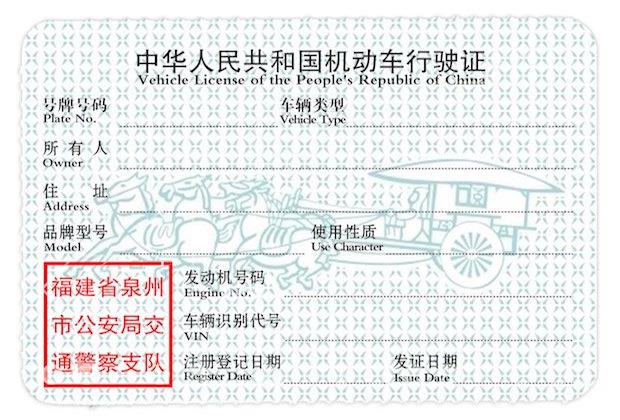 中华人民共和国机动车行驶证
Vehicle License of the People's Republic of China
号牌号码 车辆类型
Plate No. Vehicle Type
所有人
Owner
住址
Address
品牌型号 使用性质
Model Use Character
发动机号码
Engine No.
车辆识别代号
VIN
注册登记日期 发证日期
Register Date Issue Date
福建省泉州
市公安局交
通警察支队